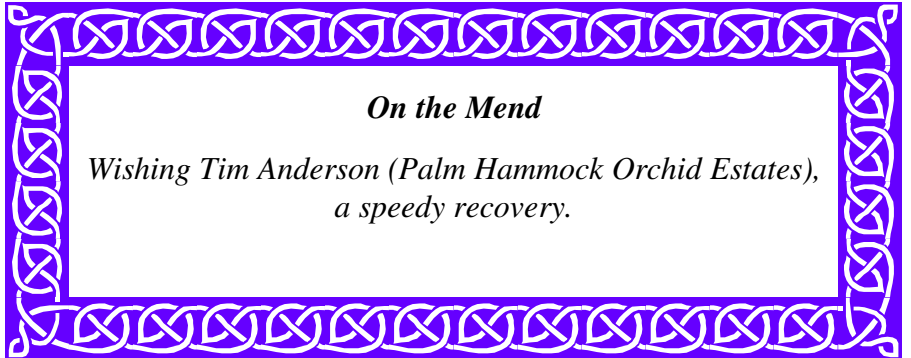 On the Mend
Wishing Tim Anderson (Palm Hammock Orchid Estates),
a speedy recovery.